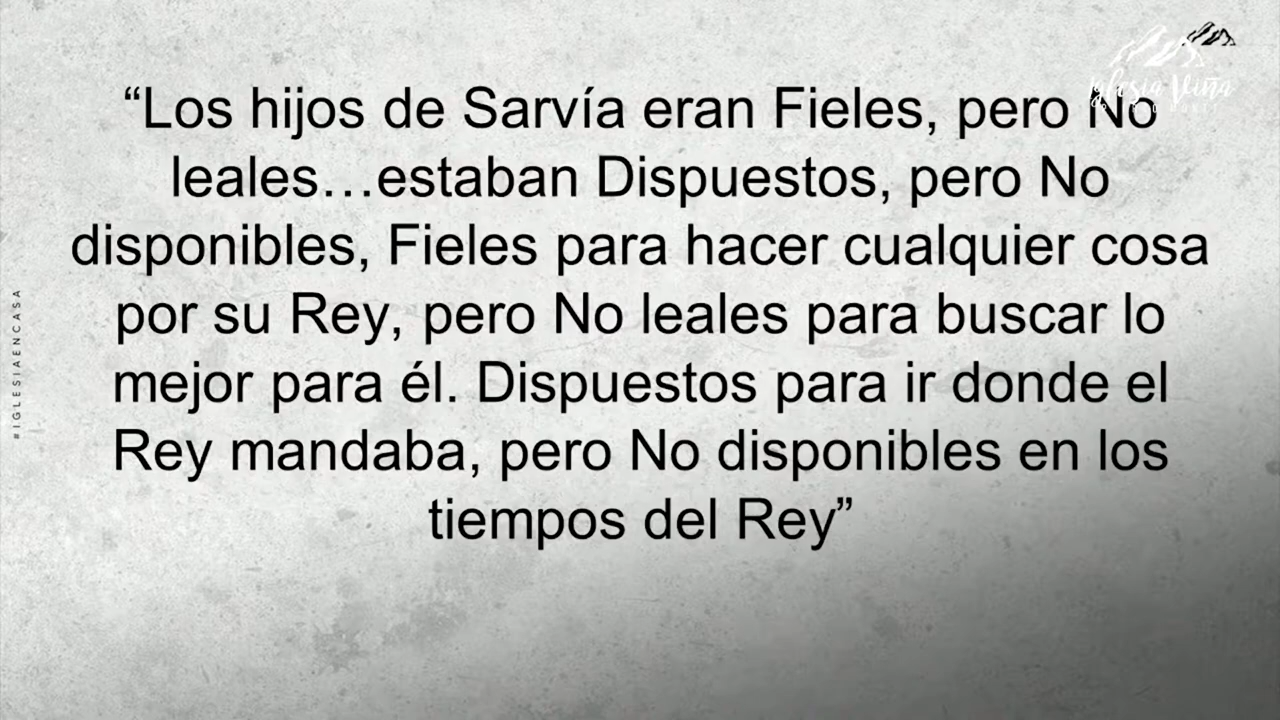 “Los hijos de Sarvía eran Fieles, pero No
leales…estaban Dispuestos, pero No
disponibles, Fieles para hacer cualquier cosa
por su Rey, pero No leales para buscar lo
mejor para él. Dispuestos para ir donde el
Rey mandaba, pero No disponibles en los
tiempos del Rey”
Iglesia Viña
#IGLESIAENCASA